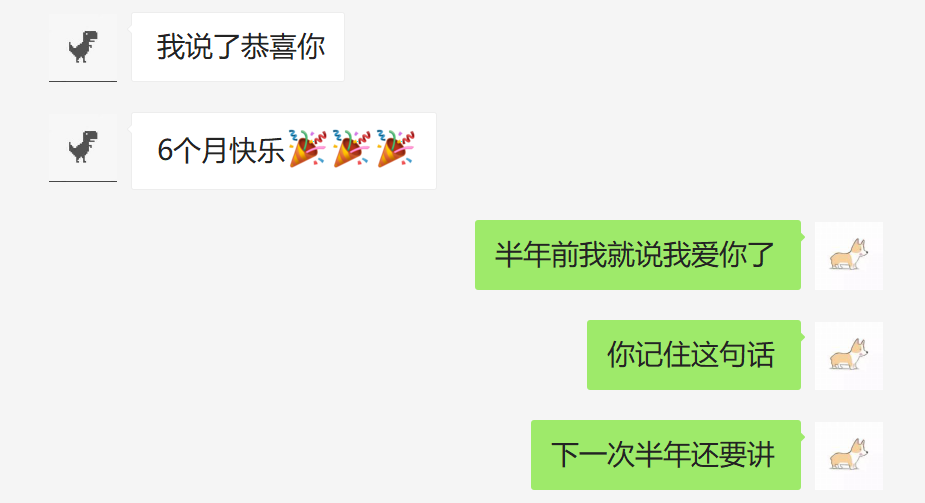 我说了恭喜你
6个月快乐🎉🎉🎉
半年前我就说我爱你了
你记住这句话
下一次半年还要讲